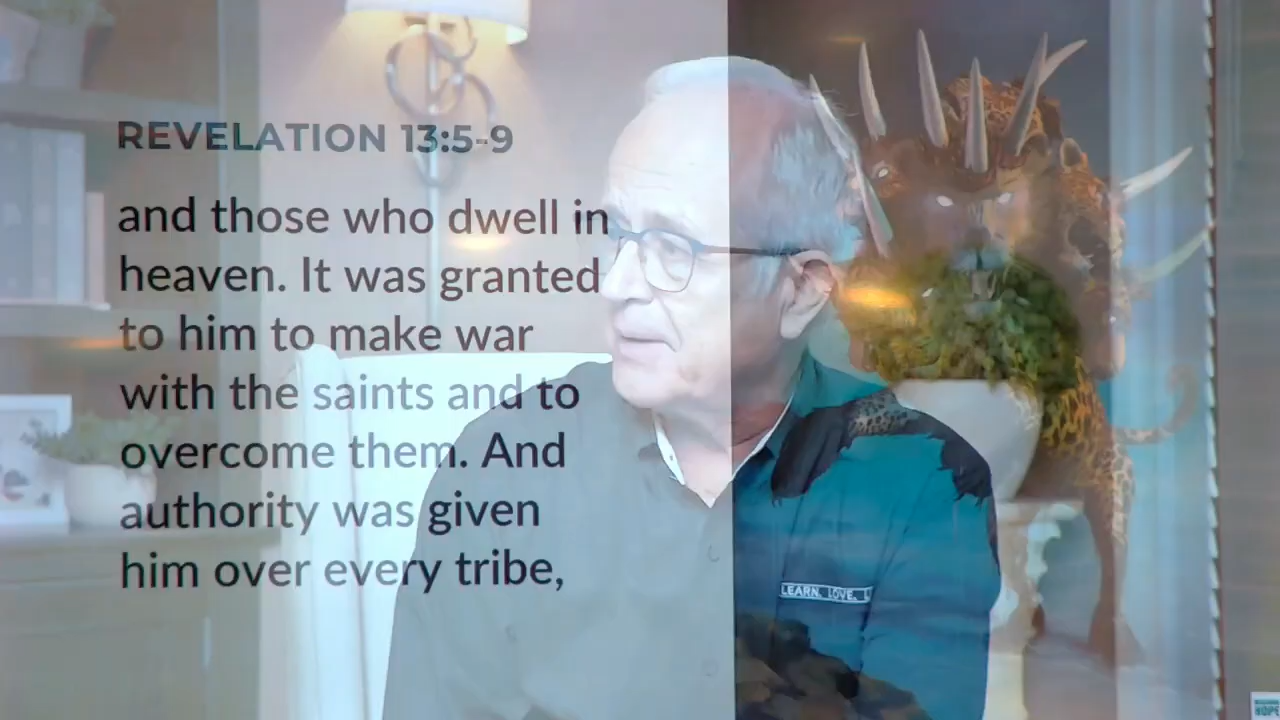 REVELATION 13:5-9
and those who dwell in
heaven. It was granted
to him to make war
with the saints and to
overcome them. And
authority was given
him over every tribe,
LEARN. LOVE. L
HOPE